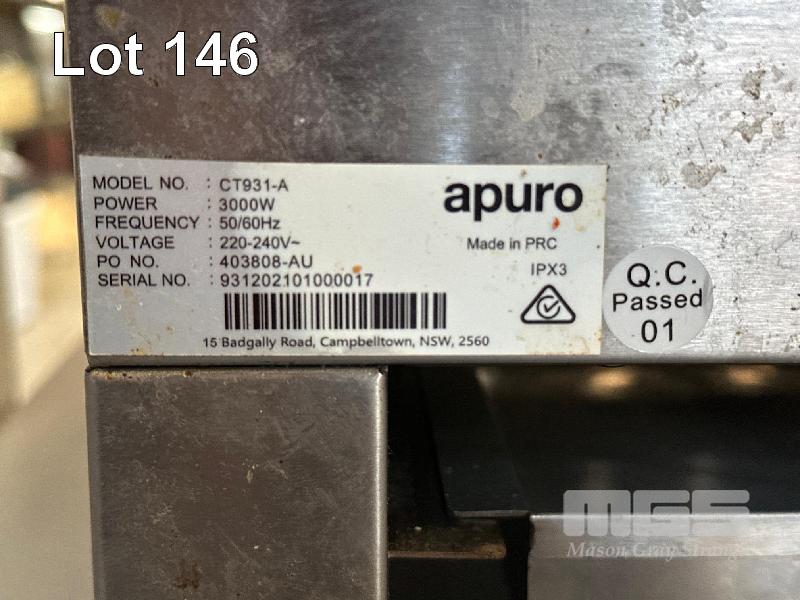 Lot 146
MODEL NO. : CT931-A
POWER : 3000W
FREQUENCY : 50/60Hz
VOLTAGE : 220-240V~
PO NO. : 403808-AU
SERIAL NO. : 931202101000017
15 Badgally Road, Campbelltown, NSW, 2560
apuro
Made in PRC
IPX3
Q.C.
Passed
01
MGS
Mason Gray Strange